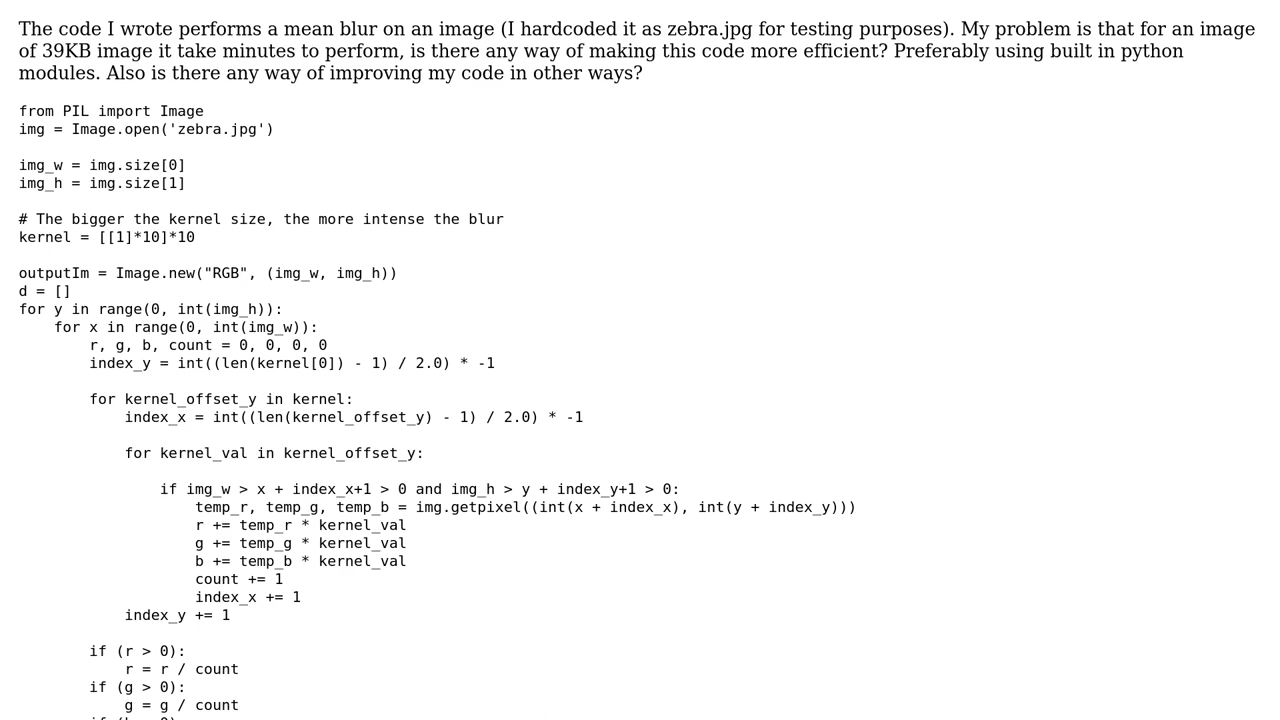 The code I wrote performs a mean blur on an image (I hardcoded it as zebra.jpg for testing purposes). My problem is that for an image
of 39KB image it take minutes to perform, is there any way of making this code more efficient? Preferably using built in python
modules. Also is there any way of improving my code in other ways?
from PIL import Image
img = Image.open('zebra.jpg')
img_w = img.size[0]
img_h = img.size[1]
# The bigger the kernel size, the more intense the blur
kernel = [[1]*10]*10
outputIm = Image.new("RGB", (img_w, img_h))
d = []
for y in range(0, int(img_h)):
    for x in range(0, int(img_w)):
        r, g, b, count = 0, 0, 0, 0
        index_y = int((len(kernel[0]) - 1) / 2.0) * -1
        for kernel_offset_y in kernel:
            index_x = int((len(kernel_offset_y) - 1) / 2.0) * -1
            for kernel_val in kernel_offset_y:
                if img_w > x + index_x+1 > 0 and img_h > y + index_y+1 > 0:
                    temp_r, temp_g, temp_b = img.getpixel((int(x + index_x), int(y + index_y)))
                    r += temp_r * kernel_val
                    g += temp_g * kernel_val
                    b += temp_b * kernel_val
                    count += 1
                    index_x += 1
            index_y += 1
        if (r > 0):
            r = r / count
        if (g > 0):
            g = g / count